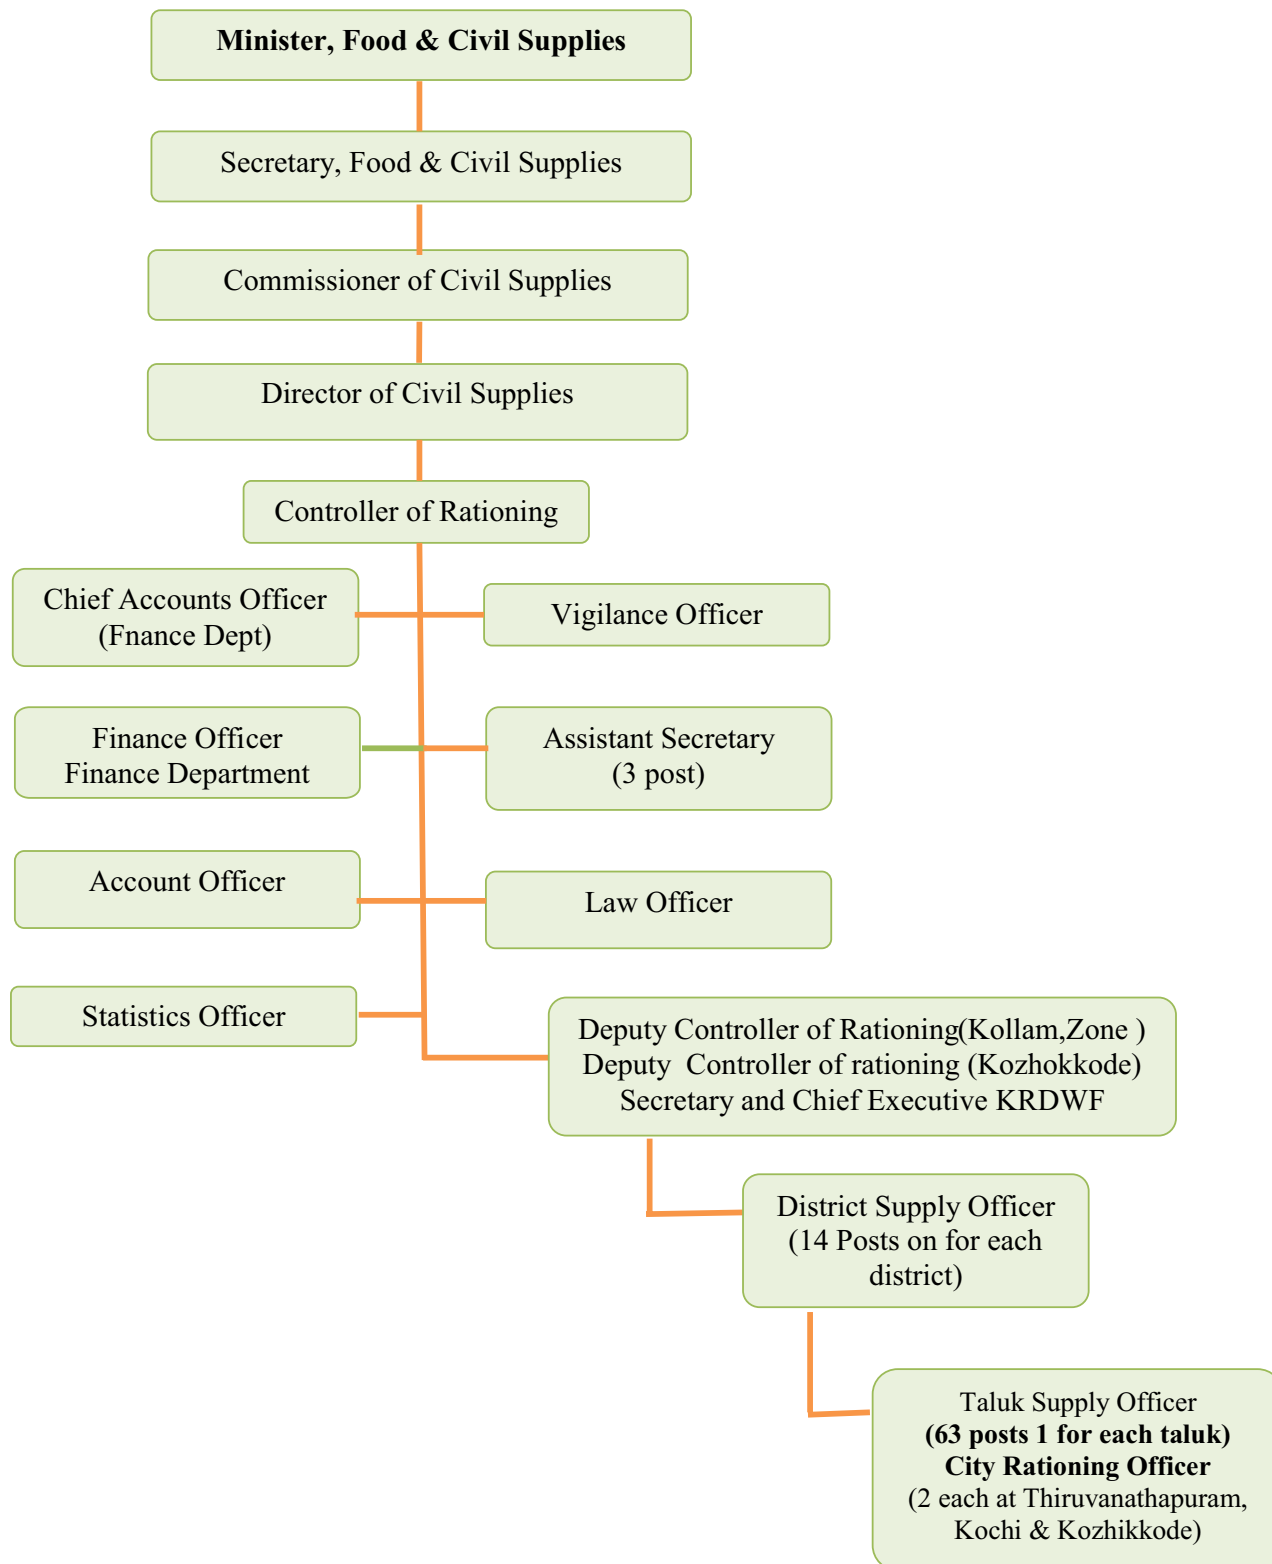 Minister, Food & Civil Supplies
Secretary, Food & Civil Supplies
Commissioner of Civil Supplies
Director of Civil Supplies
Controller of Rationing
Chief Accounts Officer
(Fnance Dept)
Vigilance Officer
Finance Officer
Finance Department
Assistant Secretary
(3 post)
Account Officer
Law Officer
Statistics Officer
Deputy Controller of Rationing(Kollam,Zone )
Deputy  Controller of rationing (Kozhokkode)
Secretary and Chief Executive KRDWF
District Supply Officer
(14 Posts on for each
district)
Taluk Supply Officer
(63 posts 1 for each taluk)
City Rationing Officer
(2 each at Thiruvanathapuram,
Kochi & Kozhikkode)